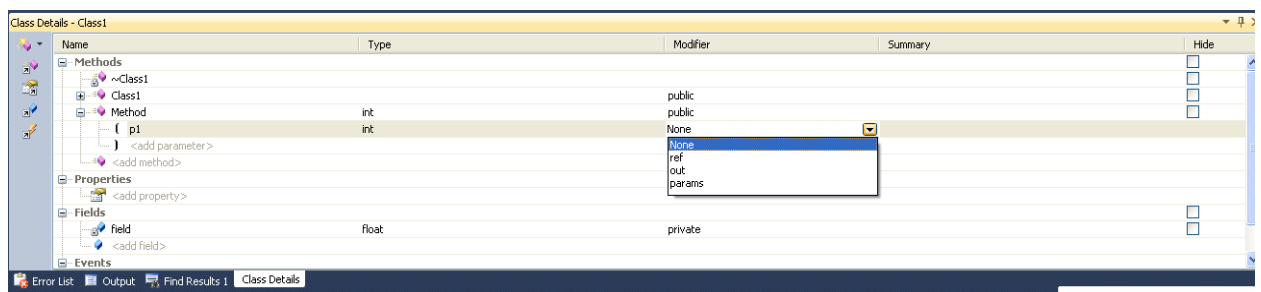 Class Details - Class1
Name Type Modifier Summary Hide
Methods
~Class1
Class1 public
Method int public
( p1 int None
) <add parameter> None
<add method> ref
out
Properties params
<add property>
Fields
field float private
<add field>
Events
Error List Output Find Results 1 Class Details